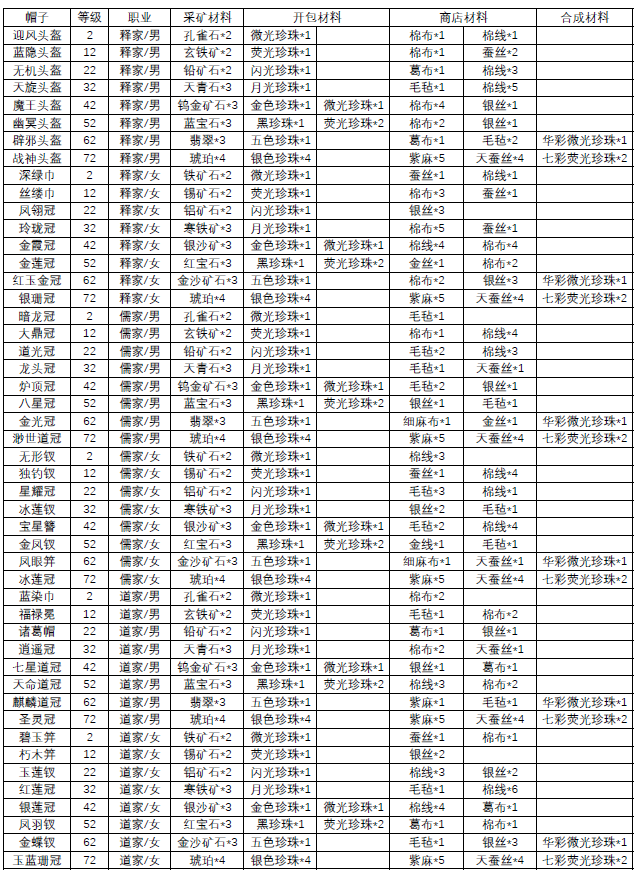 帽子 等级 职业 采矿材料 开包材料 商店材料 合成材料
迎风头盔 2 释家/男 孔雀石*2 微光珍珠*1 棉布*1 棉线*2
蓝隐头盔 12 释家/男 玄铁矿*2 荧光珍珠*1 棉布*1 蚕丝*2
无机头盔 22 释家/男 铅矿石*2 闪光珍珠*1 葛布*1 棉线*3
天旋头盔 32 释家/男 天青石*3 月光珍珠*1 毛毡*1 棉线*5
魔王头盔 42 释家/男 钨金矿石*3 金色珍珠*1 微光珍珠*1 棉布*4 银丝*1
幽冥头盔 52 释家/男 蓝宝石*3 黑珍珠*1 荧光珍珠*2 棉布*2 银丝*1
辟邪头盔 62 释家/男 翡翠*3 五色珍珠*1 葛布*1 毛毡*2 华彩微光珍珠*1
战神头盔 72 释家/男 琥珀*4 银色珍珠*4 紫麻*5 天蚕丝*4 七彩荧光珍珠*2
深绿巾 2 释家/女 铁矿石*2 微光珍珠*1 蚕丝*1 棉线*1
丝缕巾 12 释家/女 锡矿石*2 荧光珍珠*1 棉布*3 蚕丝*1
凤翎冠 22 释家/女 铝矿石*2 闪光珍珠*1 银丝*3
玲珑冠 32 释家/女 寒铁矿*3 月光珍珠*1 棉布*5 蚕丝*1
金霞冠 42 释家/女 银沙矿*3 金色珍珠*1 微光珍珠*1 棉线*4 棉布*4
金莲冠 52 释家/女 红宝石*3 黑珍珠*1 荧光珍珠*2 金丝*1 棉布*2
红玉金冠 62 释家/女 金沙矿石*3 五色珍珠*1 棉布*2 银丝*3 华彩微光珍珠*1
银珊冠 72 释家/女 琥珀*4 银色珍珠*4 紫麻*5 天蚕丝*4 七彩荧光珍珠*2
暗龙冠 2 儒家/男 孔雀石*2 微光珍珠*1 毛毡*1
大鼎冠 12 儒家/男 玄铁矿*2 荧光珍珠*1 棉布*1 棉线*4
道光冠 22 儒家/男 铅矿石*2 闪光珍珠*1 毛毡*2 棉线*3
龙头冠 32 儒家/男 天青石*3 月光珍珠*1 毛毡*1 天蚕丝*1
炉顶冠 42 儒家/男 钨金矿石*3 金色珍珠*1 微光珍珠*1 毛毡*2 银丝*1
八星冠 52 儒家/男 蓝宝石*3 黑珍珠*1 荧光珍珠*2 银丝*1 毛毡*1
金光冠 62 儒家/男 翡翠*3 五色珍珠*1 细麻布*1 金丝*1 华彩微光珍珠*1
渺世道冠 72 儒家/男 琥珀*4 银色珍珠*4 紫麻*5 天蚕丝*4 七彩荧光珍珠*2
无形钗 2 儒家/女 铁矿石*2 微光珍珠*1 棉线*3
独钓钗 12 儒家/女 锡矿石*2 荧光珍珠*1 蚕丝*1 棉线*4
星耀冠 22 儒家/女 铝矿石*2 闪光珍珠*1 毛毡*3 棉线*1
冰莲钗 32 儒家/女 寒铁矿*3 月光珍珠*1 银丝*2 毛毡*1
宝星簪 42 儒家/女 银沙矿*3 金色珍珠*1 微光珍珠*1 毛毡*2 棉线*4
金凤钗 52 儒家/女 红宝石*3 黑珍珠*1 荧光珍珠*2 金线*1 毛毡*1
凤眼笄 62 儒家/女 金沙矿石*3 五色珍珠*1 细麻布*1 天蚕丝*1 华彩微光珍珠*1
冰莲冠 72 儒家/女 琥珀*4 银色珍珠*4 紫麻*5 天蚕丝*4 七彩荧光珍珠*2
蓝染巾 2 道家/男 孔雀石*2 微光珍珠*1 棉布*2
福禄冕 12 道家/男 玄铁矿*2 荧光珍珠*1 毛毡*1 棉布*2
诸葛帽 22 道家/男 铅矿石*2 闪光珍珠*1 葛布*1 银丝*1
逍遥冠 32 道家/男 天青石*3 月光珍珠*1 棉布*2 天蚕丝*1
七星道冠 42 道家/男 钨金矿石*3 金色珍珠*1 微光珍珠*1 银丝*1 葛布*1
天命道冠 52 道家/男 蓝宝石*3 黑珍珠*1 荧光珍珠*2 棉线*3 棉布*2
麒麟道冠 62 道家/男 翡翠*3 五色珍珠*1 紫麻*1 毛毡*1 华彩微光珍珠*1
圣灵冠 72 道家/男 琥珀*4 银色珍珠*4 紫麻*5 天蚕丝*4 七彩荧光珍珠*2
碧玉笄 2 道家/女 铁矿石*2 微光珍珠*1 蚕丝*1 棉布*1
朽木笄 12 道家/女 锡矿石*2 荧光珍珠*1 银丝*2
玉莲钗 22 道家/女 铝矿石*2 闪光珍珠*1 棉线*3 银丝*2
红莲冠 32 道家/女 寒铁矿*3 月光珍珠*1 毛毡*1 棉线*6
银莲冠 42 道家/女 银沙矿*3 金色珍珠*1 微光珍珠*1 棉线*4 葛布*1
凤羽钗 52 道家/女 红宝石*3 黑珍珠*1 荧光珍珠*2 葛布*1 棉布*1
金蝶钗 62 道家/女 金沙矿石*3 五色珍珠*1 毛毡*1 银丝*3 华彩微光珍珠*1
玉蓝珊冠 72 道家/女 琥珀*4 银色珍珠*4 紫麻*5 天蚕丝*4 七彩荧光珍珠*2